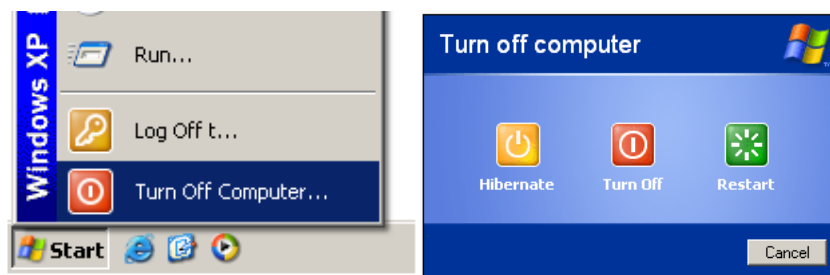 Windows XP
Run...
Log Off t...
Turn Off Computer...
Start
Turn off computer
Hibernate
Turn Off
Restart
Cancel